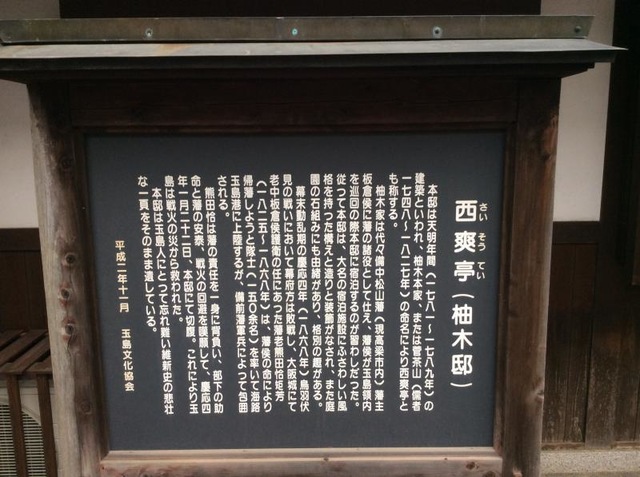 西爽亭（柚木邸）
さいそうてい
本邸は天明年間（一七八一～一七八九年）の
建築といわれ、柚木本家、または菅茶山（儒者
一七四八～一八二七年）の命名により西爽亭と
も称する。
柚木家は代々備中松山藩（現高梁市内）藩主
板倉侯に藩の諸役として仕え、藩侯が玉島領内
を巡回の際本邸に宿泊するのが習わしだった。
従って本邸は、大名の宿泊施設にふさわしい風
格を持った構えと造りと装飾がなされ、また庭
園の石組みにも由緒があり、格別の趣がある。
幕末動乱期の慶応四年（一八六八年）鳥羽伏
見の戦いにおいて幕府方は敗戦し、大阪城にて
老中板倉侯護衛の任にあった藩老熊田恰矩芳
（一八二五～一八六八年）は、藩侯の命により
帰藩しようと隊士（一五〇余名）を率いて海路
玉島港に上陸するが、備前藩軍兵によって包囲
される。
熊田恰は藩の責任を一身に背負い、部下の助
命と藩の安泰、戦火の回避を嘆願して、慶応四
年一月二十二日、本邸にて切腹。これにより玉
島は戦火の災から救われた。
本邸は玉島人にとって忘れ難い維新史の悲壮
な一頁をそのまま遺している。
平成二年十一月　玉島文化協会